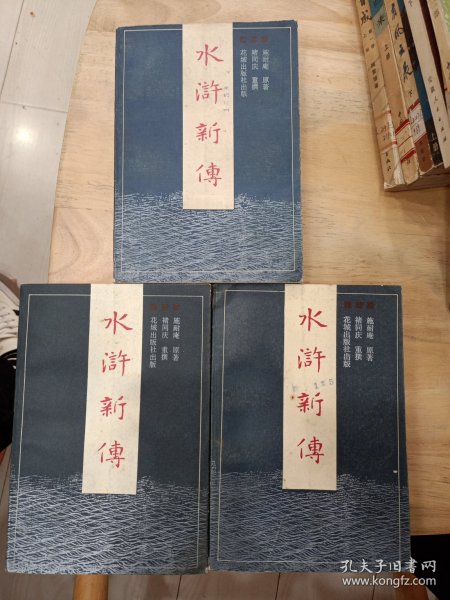 水滸新傳
施耐庵 原著
褚同庆 重撰
花城出版社出版
水滸新傳
施耐庵 原著
褚同庆 重撰
花城出版社出版
水滸新傳
施耐庵 原著
褚同庆 重撰
花城出版社出版
孔夫子旧书网
www.kongfz.com